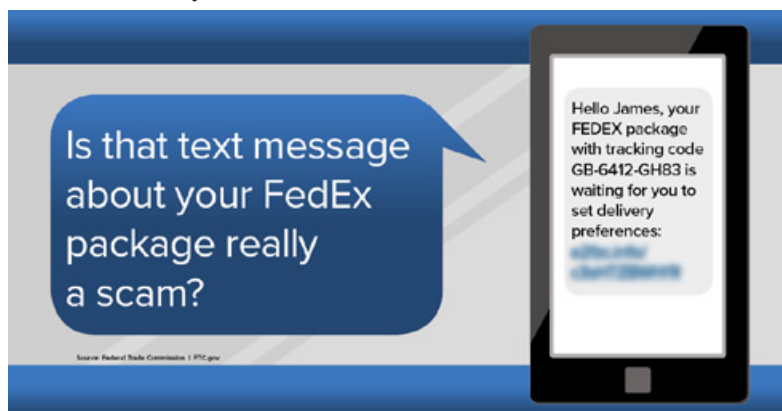 Is that text message
about your FedEx
package really
a scam?
Source: Federal Trade Commission | FTC.gov
Hello James, your
FEDEX package
with tracking code
GB-6412-GH83 is
waiting for you to
set delivery
preferences: